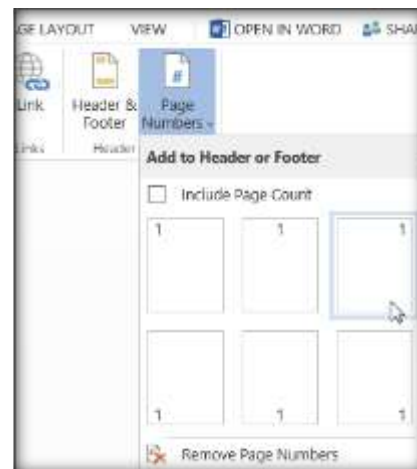 GE LAYOUT VIEW OPEN IN WORD SHA
Link Header & Footer Page Numbers
Links Header
Add to Header or Footer
Include Page Count
1 1 1
1 1 1
Remove Page Numbers